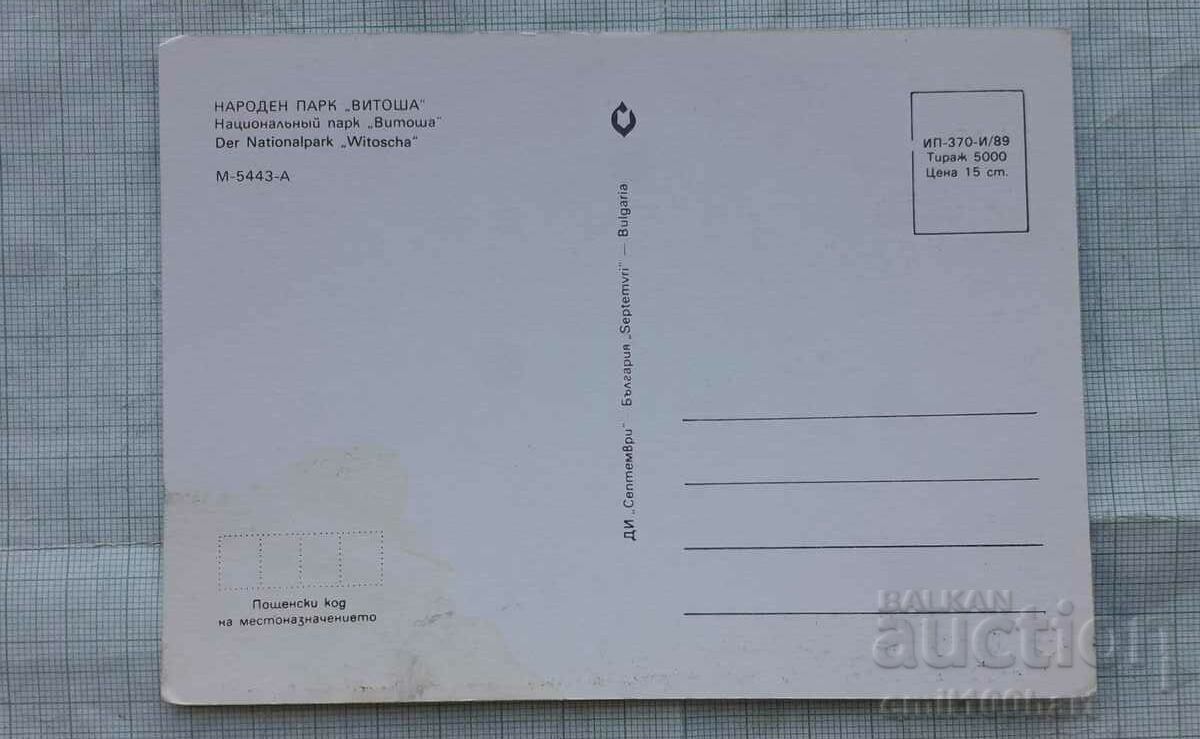 НАРОДЕН ПАРК „ВИТОША“
Национальный парк „Витоша“
Der Nationalpark „Witoscha“
М-5443-А
ИП-370-И/89
Тираж 5000
Цена 15 ст.
ДИ „Септември“ България „Septemvri“ — Bulgaria
Пощенски код
на местоназначението
BALKAN
auction
emil100bax